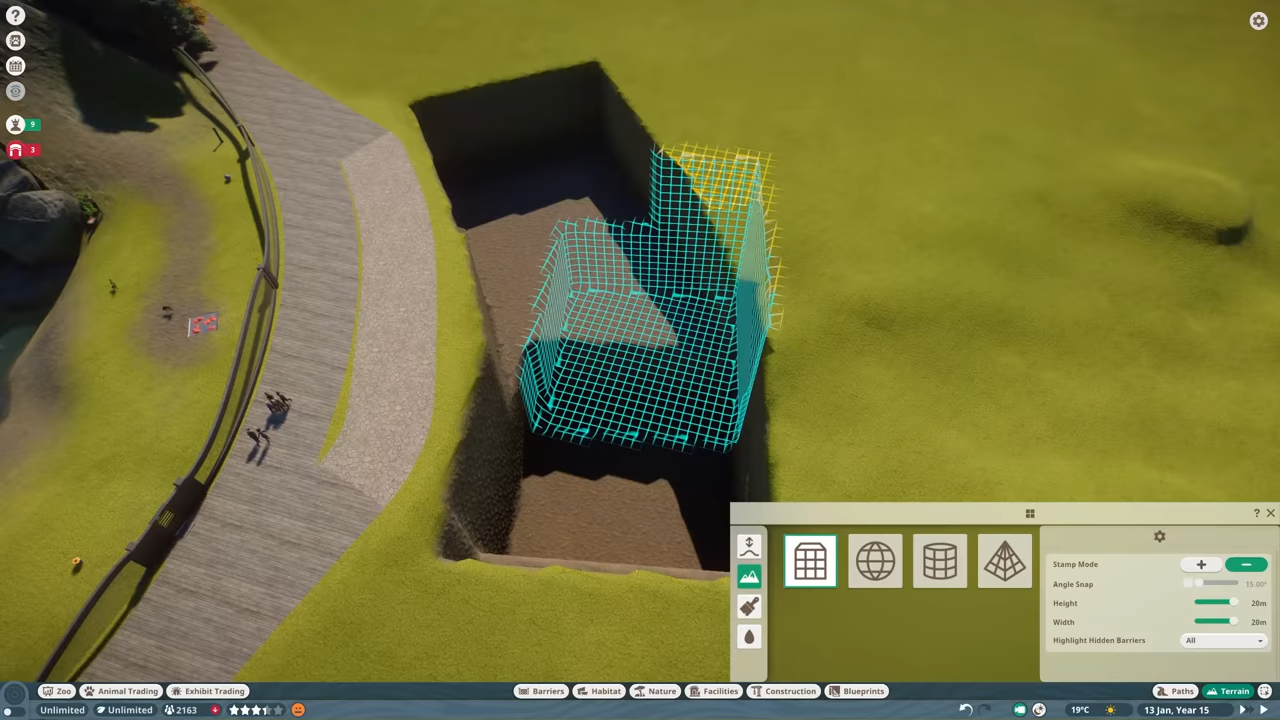 ?
9
3
?
Stamp Mode
+ −
Angle Snap 15.00°
Height 20m
Width 20m
Highlight Hidden Barriers All
Zoo Animal Trading Exhibit Trading Barriers Habitat Nature Facilities Construction Blueprints Paths Terrain
Unlimited Unlimited 2163 19°C 13 Jan, Year 15